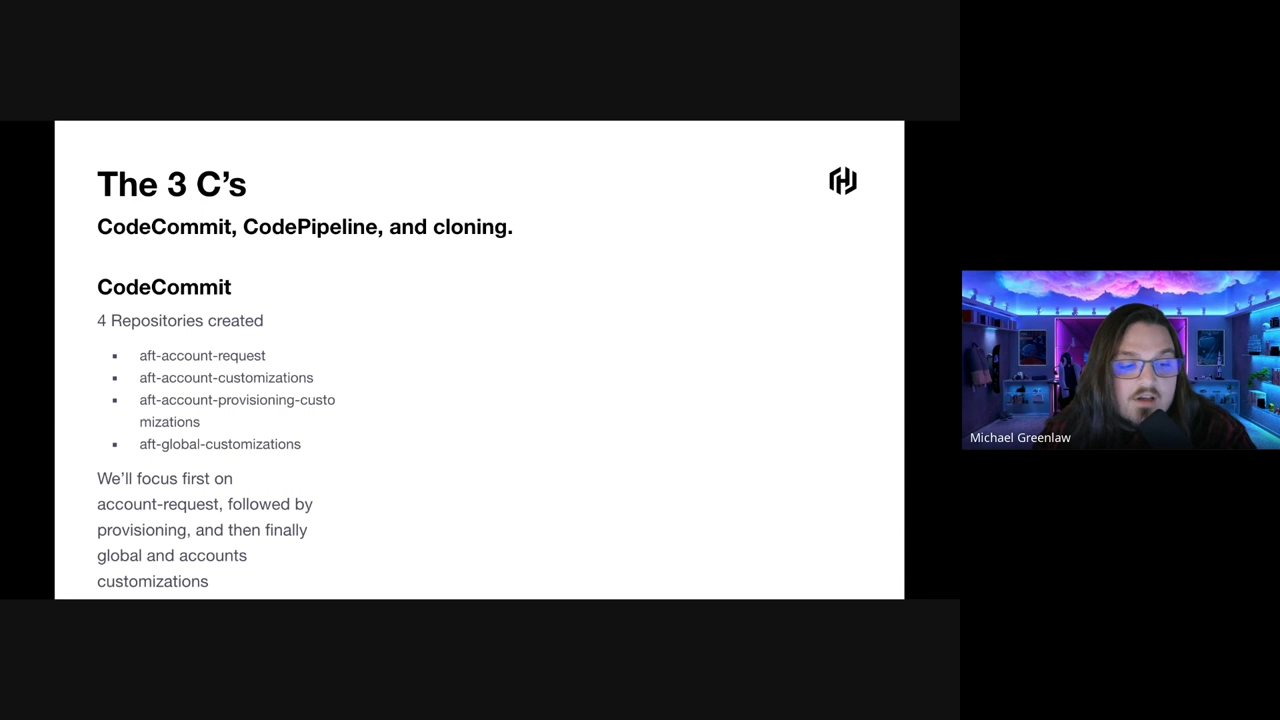 The 3 C’s
CodeCommit, CodePipeline, and cloning.
CodeCommit
4 Repositories created
▪ aft-account-request
▪ aft-account-customizations
▪ aft-account-provisioning-custo
mizations
▪ aft-global-customizations
We’ll focus first on
account-request, followed by
provisioning, and then finally
global and accounts
customizations
Michael Greenlaw